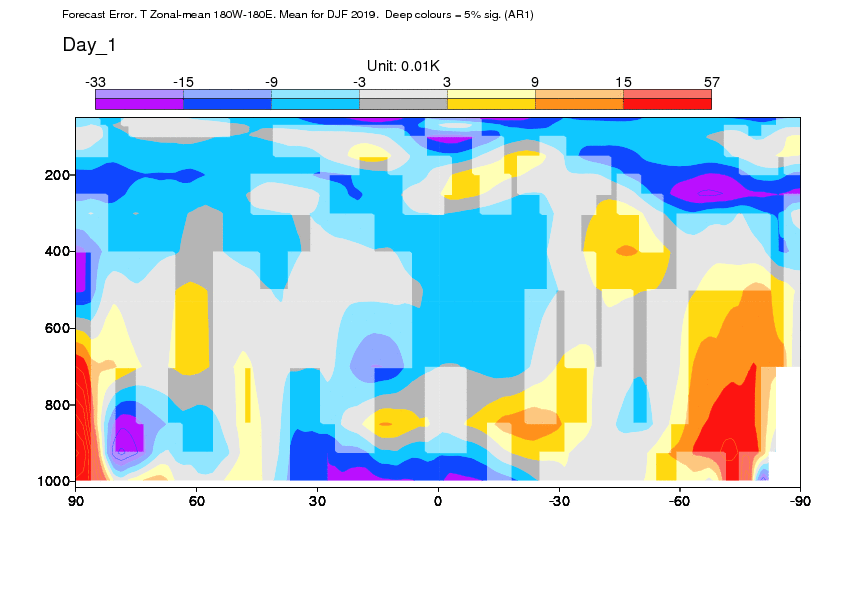 Forecast Error. T Zonal-mean 180W-180E. Mean for DJF 2019. Deep colours = 5% sig. (AR1)
Day_1
Unit: 0.01K
-33 -15 -9 -3 3 9 15 57
200
400
600
800
1000
90 60 30 0 -30 -60 -90